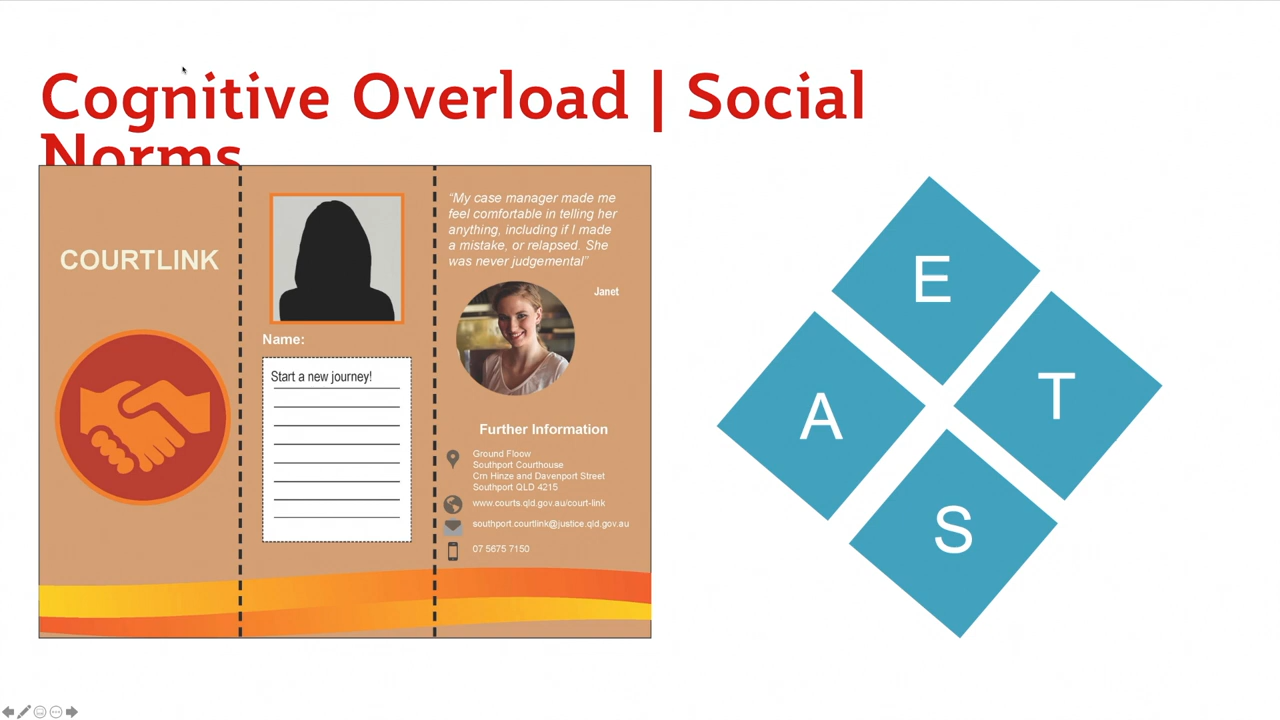 Cognitive Overload | Social
Norms
COURTLINK
Name:
Start a new journey!
“My case manager made me
feel comfortable in telling her
anything, including if I made
a mistake, or relapsed. She
was never judgemental”
Janet
Further Information
Ground Floow
Southport Courthouse
Crn Hinze and Davenport Street
Southport QLD 4215
www.courts.qld.gov.au/court-link
southport.courtlink@justice.qld.gov.au
07 5675 7150
E
A
T
S